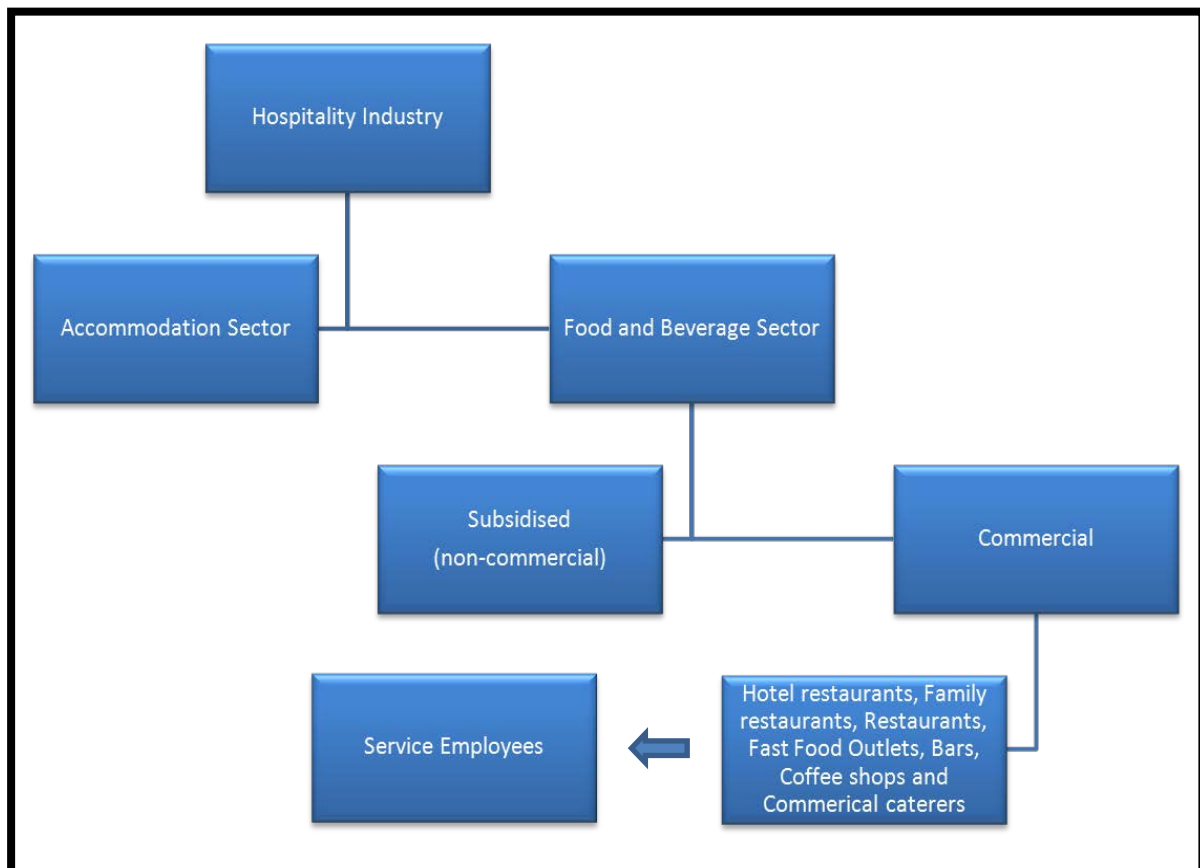 Hospitality Industry
Accommodation Sector
Food and Beverage Sector
Subsidised
(non-commercial)
Commercial
Service Employees
Hotel restaurants, Family
restaurants, Restaurants,
Fast Food Outlets, Bars,
Coffee shops and
Commerical caterers